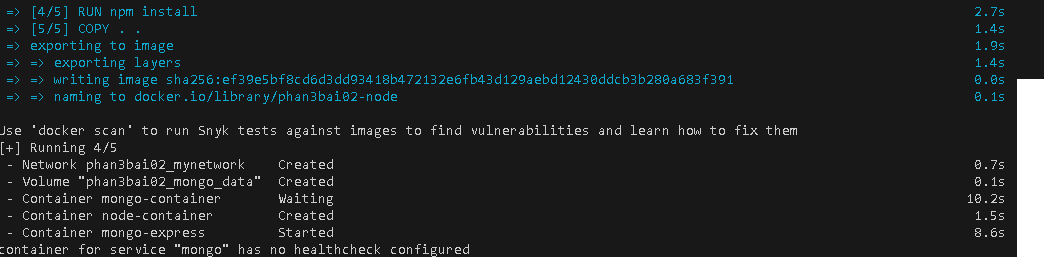 => [4/5] RUN npm install 2.7s
=> [5/5] COPY . . 1.4s
=> exporting to image 1.9s
=> => exporting layers 1.4s
=> => writing image sha256:ef39e5bf8cd6d3dd93418b472132e6fb43d129aebd12430ddcb3b280a683f391 0.0s
=> => naming to docker.io/library/phan3bai02-node 0.1s
Use 'docker scan' to run Snyk tests against images to find vulnerabilities and learn how to fix them
[+] Running 4/5
- Network phan3bai02_mynetwork Created 0.7s
- Volume "phan3bai02_mongo_data" Created 0.1s
- Container mongo-container Waiting 10.2s
- Container node-container Created 1.5s
- Container mongo-express Started 8.6s
container for service "mongo" has no healthcheck configured